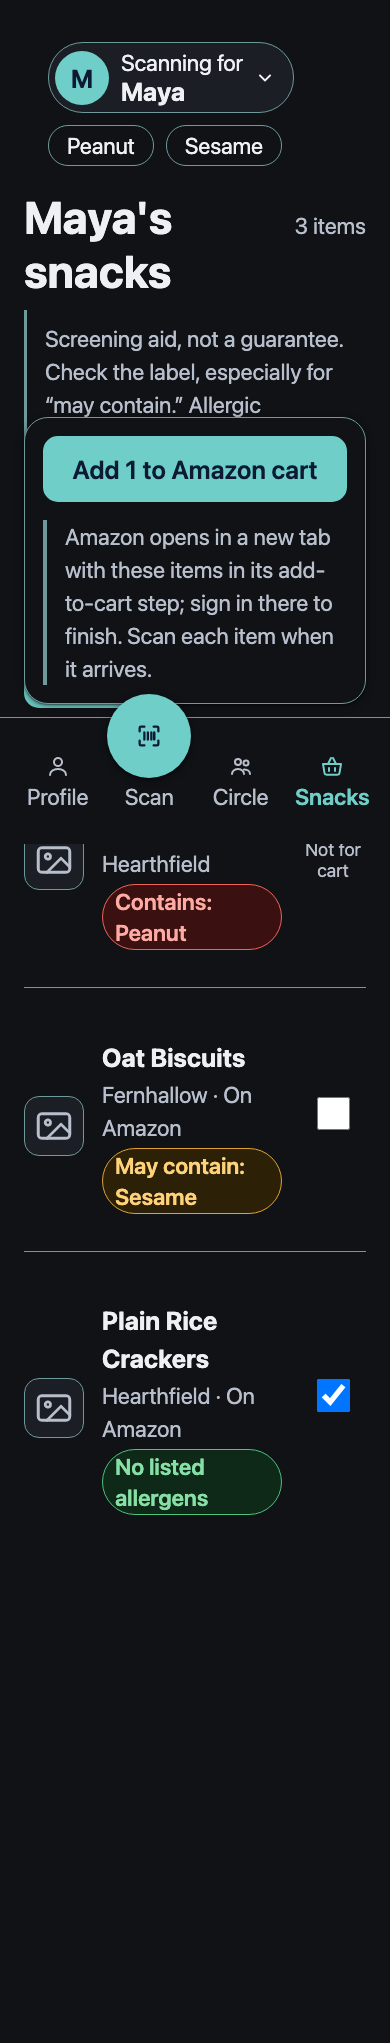 M
Scanning for
Maya
Peanut
Sesame
Maya's
snacks
3 items
Screening aid, not a guarantee.
Check the label, especially for
“may contain.” Allergic
Add 1 to Amazon cart
Amazon opens in a new tab
with these items in its add-
to-cart step; sign in there to
finish. Scan each item when
it arrives.
Profile
Scan
Circle
Snacks
Hearthfield
Not for
cart
Contains:
Peanut
Oat Biscuits
Fernhallow · On
Amazon
May contain:
Sesame
Plain Rice
Crackers
Hearthfield · On
Amazon
No listed
allergens